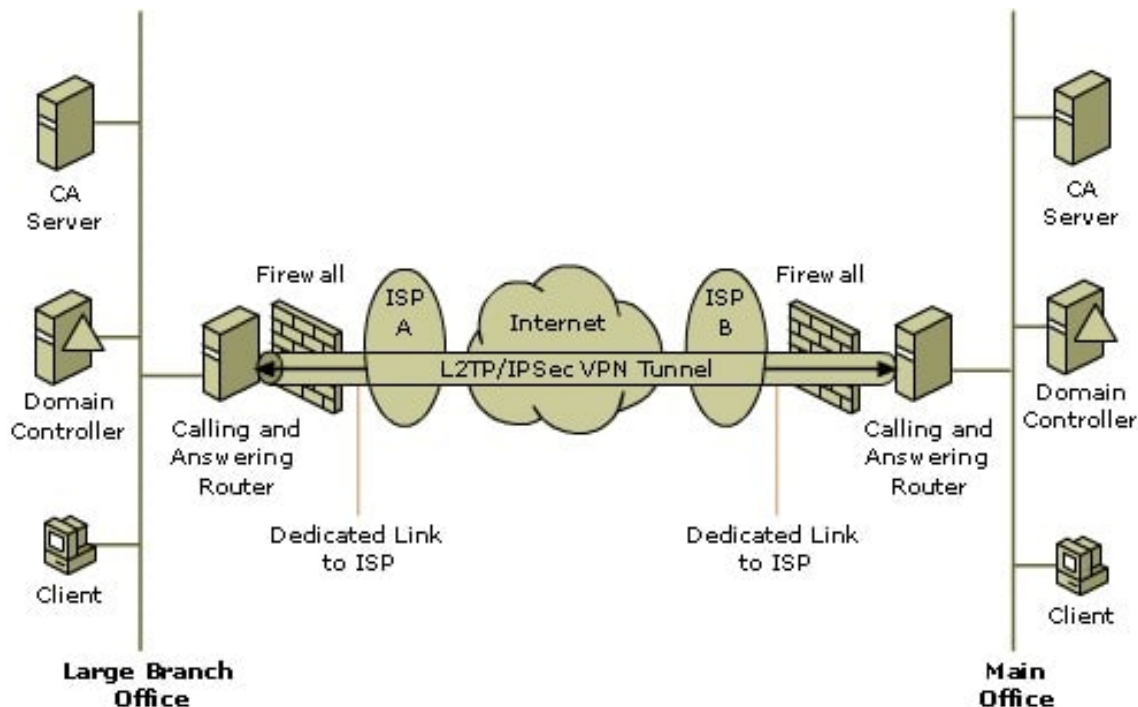 CA
Server
CA
Server
Firewall
ISP
A
Internet
ISP
B
Firewall
L2TP/IPSec VPN Tunnel
Domain
Controller
Calling and
Answering
Router
Calling and
Answering
Router
Domain
Controller
Dedicated Link
to ISP
Dedicated Link
to ISP
Client
Client
Large Branch
Office
Main
Office